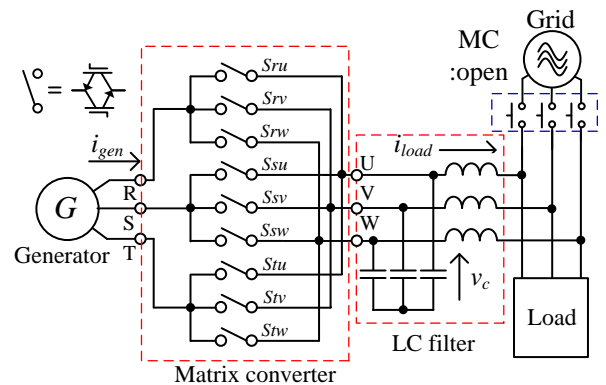 Grid
MC
:open
=
Sru
Srv
Srw
Ssu
Ssv
Ssw
Stu
Stv
Stw
i_gen
i_load
U
V
W
R
S
T
G
Generator
v_c
Load
LC filter
Matrix converter